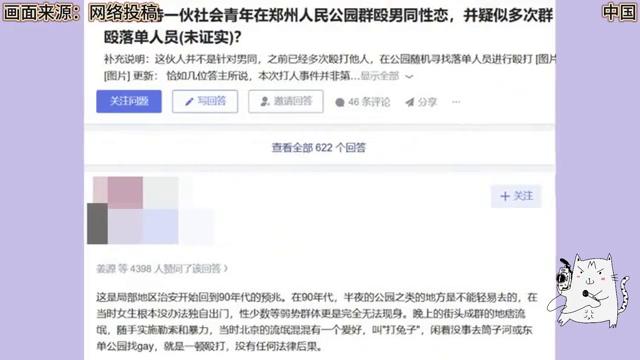 画面来源：网络投稿
中国
待一伙社会青年在郑州人民公园群殴男同性恋，并疑似多次群
殴落单人员(未证实)?
补充说明：这伙人并不是针对男同，之前已经多次殴打他人，在公园随机寻找落单人员进行殴打 [图片]
[图片] 更新： 恰如几位答主所说，本次打人事件并非第...显示全部
关注问题
写回答
邀请回答
46 条评论
分享
...
查看全部 622 个回答
+ 关注
姜源 等 4398 人赞同了该回答 >
这是局部地区治安开始回到90年代的预兆。在90年代，半夜的公园之类的地方是不能轻易去的，在
当时女生根本没办法独自出门，性少数等弱势群体更是完全无法现身。晚上的街头成群的地痞流
氓，随手实施勒索和暴力，当时北京的流氓混混有一个爱好，叫"打兔子"，闲着没事去筒子河或东
单公园找gay，就是一顿殴打，没有任何法律后果。